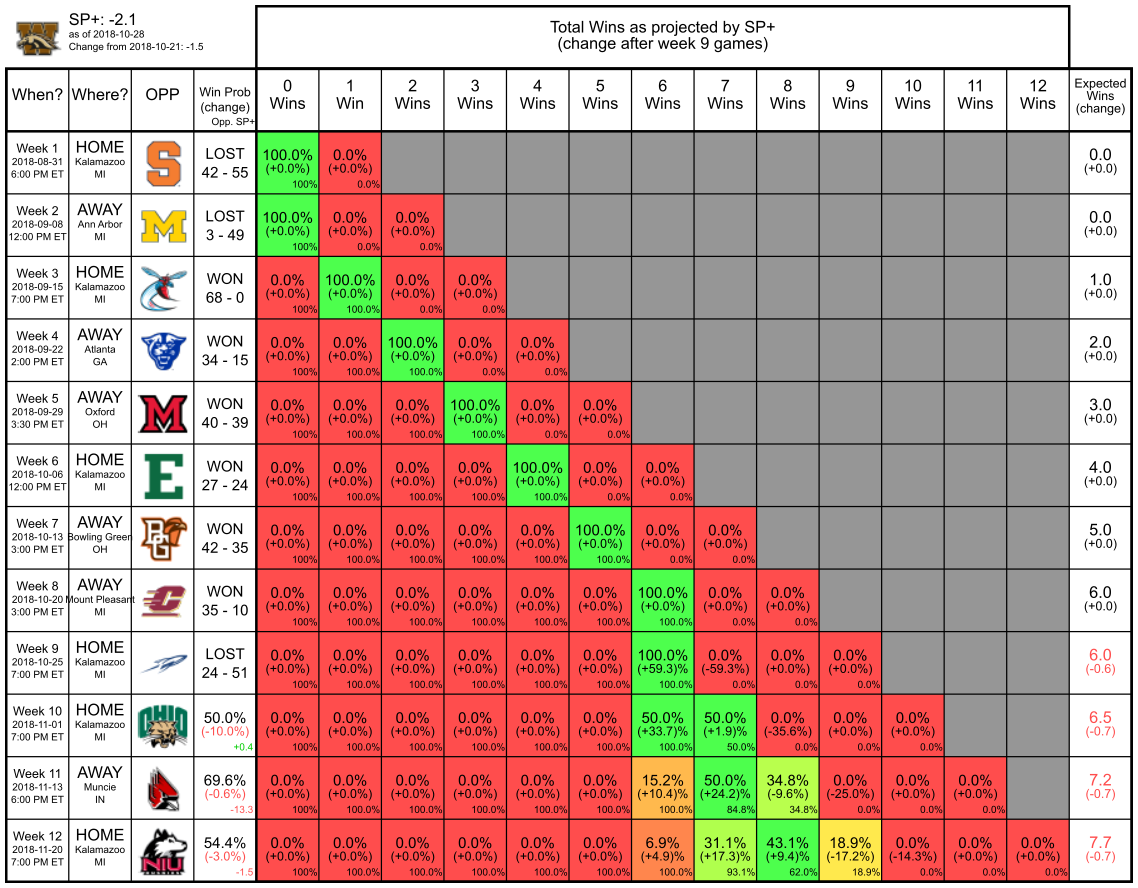 SP+: -2.1
as of 2018-10-28
Change from 2018-10-21: -1.5
Total Wins as projected by SP+
(change after week 9 games)
When? Where? OPP Win Prob (change) Opp. SP+ 0 Wins 1 Win 2 Wins 3 Wins 4 Wins 5 Wins 6 Wins 7 Wins 8 Wins 9 Wins 10 Wins 11 Wins 12 Wins Expected Wins (change)
Week 1 HOME S LOST 100.0% 0.0% 0.0
2018-08-31 Kalamazoo 42 - 55 (+0.0%) (+0.0%) (+0.0)
6:00 PM ET MI 100% 0.0%
Week 2 AWAY M LOST 100.0% 0.0% 0.0% 0.0
2018-09-08 Ann Arbor 3 - 49 (+0.0%) (+0.0%) (+0.0%) (+0.0)
12:00 PM ET MI 100% 0.0% 0.0%
Week 3 HOME WON 0.0% 100.0% 0.0% 0.0% 1.0
2018-09-15 Kalamazoo 68 - 0 (+0.0%) (+0.0%) (+0.0%) (+0.0%) (+0.0)
7:00 PM ET MI 100% 100.0% 0.0% 0.0%
Week 4 AWAY WON 0.0% 0.0% 100.0% 0.0% 0.0% 2.0
2018-09-22 Atlanta 34 - 15 (+0.0%) (+0.0%) (+0.0%) (+0.0%) (+0.0%) (+0.0)
2:00 PM ET GA 100% 100.0% 100.0% 0.0% 0.0%
Week 5 AWAY M WON 0.0% 0.0% 0.0% 100.0% 0.0% 0.0% 3.0
2018-09-29 Oxford 40 - 39 (+0.0%) (+0.0%) (+0.0%) (+0.0%) (+0.0%) (+0.0%) (+0.0)
3:30 PM ET OH 100% 100.0% 100.0% 100.0% 0.0% 0.0%
Week 6 HOME E WON 0.0% 0.0% 0.0% 0.0% 100.0% 0.0% 0.0% 4.0
2018-10-06 Kalamazoo 27 - 24 (+0.0%) (+0.0%) (+0.0%) (+0.0%) (+0.0%) (+0.0%) (+0.0%) (+0.0)
12:00 PM ET MI 100% 100.0% 100.0% 100.0% 100.0% 0.0% 0.0%
Week 7 AWAY BG WON 0.0% 0.0% 0.0% 0.0% 0.0% 100.0% 0.0% 0.0% 5.0
2018-10-13 Bowling Green 42 - 35 (+0.0%) (+0.0%) (+0.0%) (+0.0%) (+0.0%) (+0.0%) (+0.0%) (+0.0%) (+0.0)
3:00 PM ET OH 100% 100.0% 100.0% 100.0% 100.0% 100.0% 0.0% 0.0%
Week 8 AWAY C WON 0.0% 0.0% 0.0% 0.0% 0.0% 0.0% 100.0% 0.0% 0.0% 6.0
2018-10-20 Mount Pleasant 35 - 10 (+0.0%) (+0.0%) (+0.0%) (+0.0%) (+0.0%) (+0.0%) (+0.0%) (+0.0%) (+0.0%) (+0.0)
3:00 PM ET MI 100% 100.0% 100.0% 100.0% 100.0% 100.0% 100.0% 0.0% 0.0%
Week 9 HOME LOST 0.0% 0.0% 0.0% 0.0% 0.0% 0.0% 100.0% 0.0% 0.0% 0.0% 6.0
2018-10-25 Kalamazoo 24 - 51 (+0.0%) (+0.0%) (+0.0%) (+0.0%) (+0.0%) (+0.0%) (+59.3)% (-59.3%) (+0.0%) (+0.0%) (-0.6)
7:00 PM ET MI 100% 100.0% 100.0% 100.0% 100.0% 100.0% 100.0% 0.0% 0.0% 0.0%
Week 10 HOME OHIO 50.0% 0.0% 0.0% 0.0% 0.0% 0.0% 0.0% 50.0% 50.0% 0.0% 0.0% 0.0% 6.5
2018-11-01 Kalamazoo (-10.0%) (+0.0%) (+0.0%) (+0.0%) (+0.0%) (+0.0%) (+0.0%) (+33.7)% (+1.9)% (-35.6%) (+0.0%) (+0.0%) (-0.7)
7:00 PM ET MI +0.4 100% 100.0% 100.0% 100.0% 100.0% 100.0% 100.0% 50.0% 0.0% 0.0% 0.0%
Week 11 AWAY 69.6% 0.0% 0.0% 0.0% 0.0% 0.0% 0.0% 15.2% 50.0% 34.8% 0.0% 0.0% 0.0% 7.2
2018-11-13 Muncie (-0.6%) (+0.0%) (+0.0%) (+0.0%) (+0.0%) (+0.0%) (+0.0%) (+10.4)% (+24.2)% (-9.6%) (-25.0%) (+0.0%) (+0.0%) (-0.7)
6:00 PM ET IN -13.3 100% 100.0% 100.0% 100.0% 100.0% 100.0% 100.0% 84.8% 34.8% 0.0% 0.0% 0.0%
Week 12 HOME NIU 54.4% 0.0% 0.0% 0.0% 0.0% 0.0% 0.0% 6.9% 31.1% 43.1% 18.9% 0.0% 0.0% 0.0% 7.7
2018-11-20 Kalamazoo (-3.0%) (+0.0%) (+0.0%) (+0.0%) (+0.0%) (+0.0%) (+0.0%) (+4.9)% (+17.3)% (+9.4)% (-17.2%) (-14.3%) (+0.0%) (+0.0%) (-0.7)
7:00 PM ET MI -1.5 100% 100.0% 100.0% 100.0% 100.0% 100.0% 100.0% 93.1% 62.0% 18.9% 0.0% 0.0% 0.0%